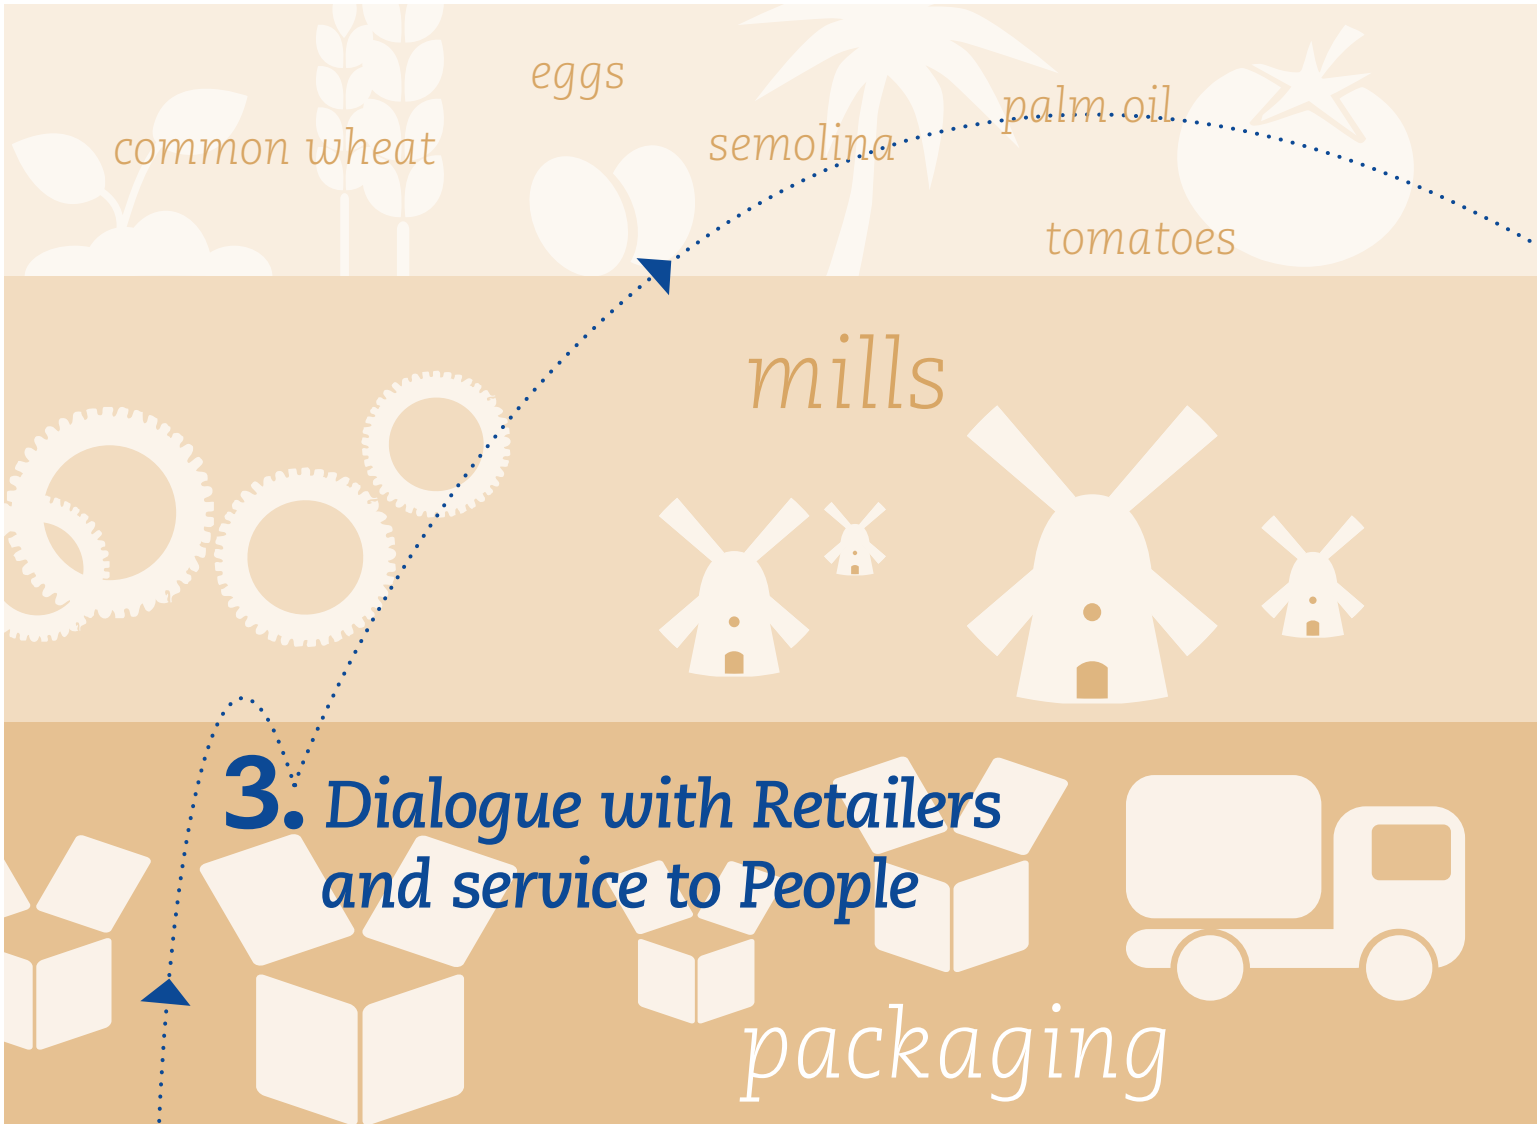 eggs
palm oil
common wheat
semolina
tomatoes
mills
3. Dialogue with Retailers
and service to People
packaging